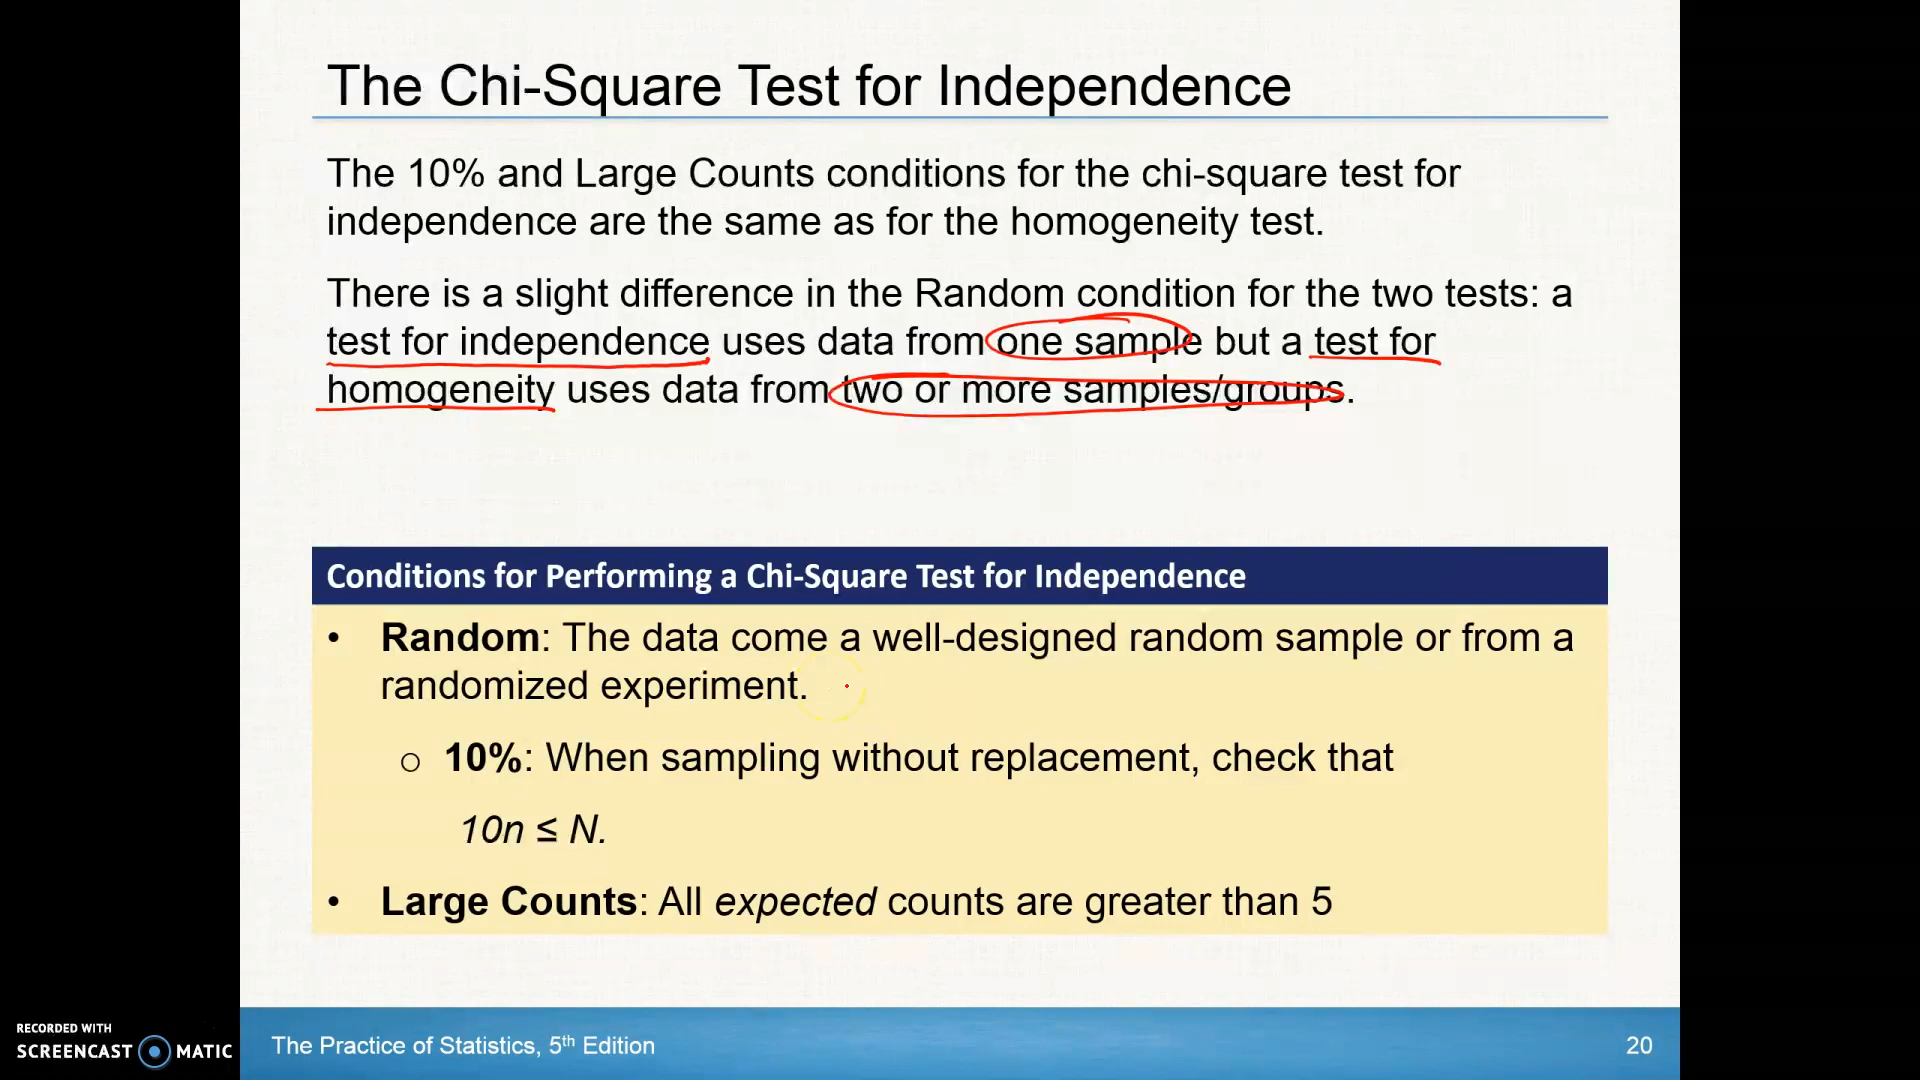 The Chi-Square Test for Independence
The 10% and Large Counts conditions for the chi-square test for
independence are the same as for the homogeneity test.
There is a slight difference in the Random condition for the two tests: a
test for independence uses data from one sample but a test for
homogeneity uses data from two or more samples/groups.
Conditions for Performing a Chi-Square Test for Independence
• Random: The data come a well-designed random sample or from a
randomized experiment.
o 10%: When sampling without replacement, check that
10n ≤ N.
• Large Counts: All expected counts are greater than 5
RECORDED WITH
SCREENCAST MATIC
The Practice of Statistics, 5th Edition
20